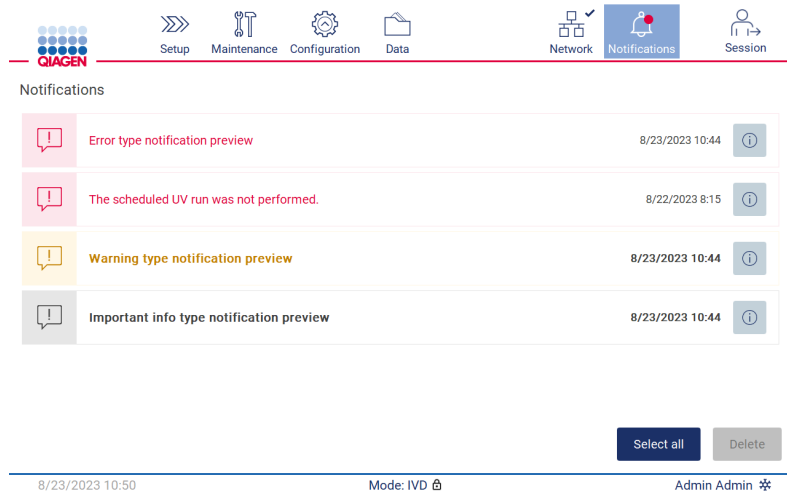 QIAGEN
Setup
Maintenance
Configuration
Data
Network
Notifications
Session
Notifications
Error type notification preview 8/23/2023 10:44
The scheduled UV run was not performed. 8/22/2023 8:15
Warning type notification preview 8/23/2023 10:44
Important info type notification preview 8/23/2023 10:44
Select all
Delete
8/23/2023 10:50 Mode: IVD Admin Admin